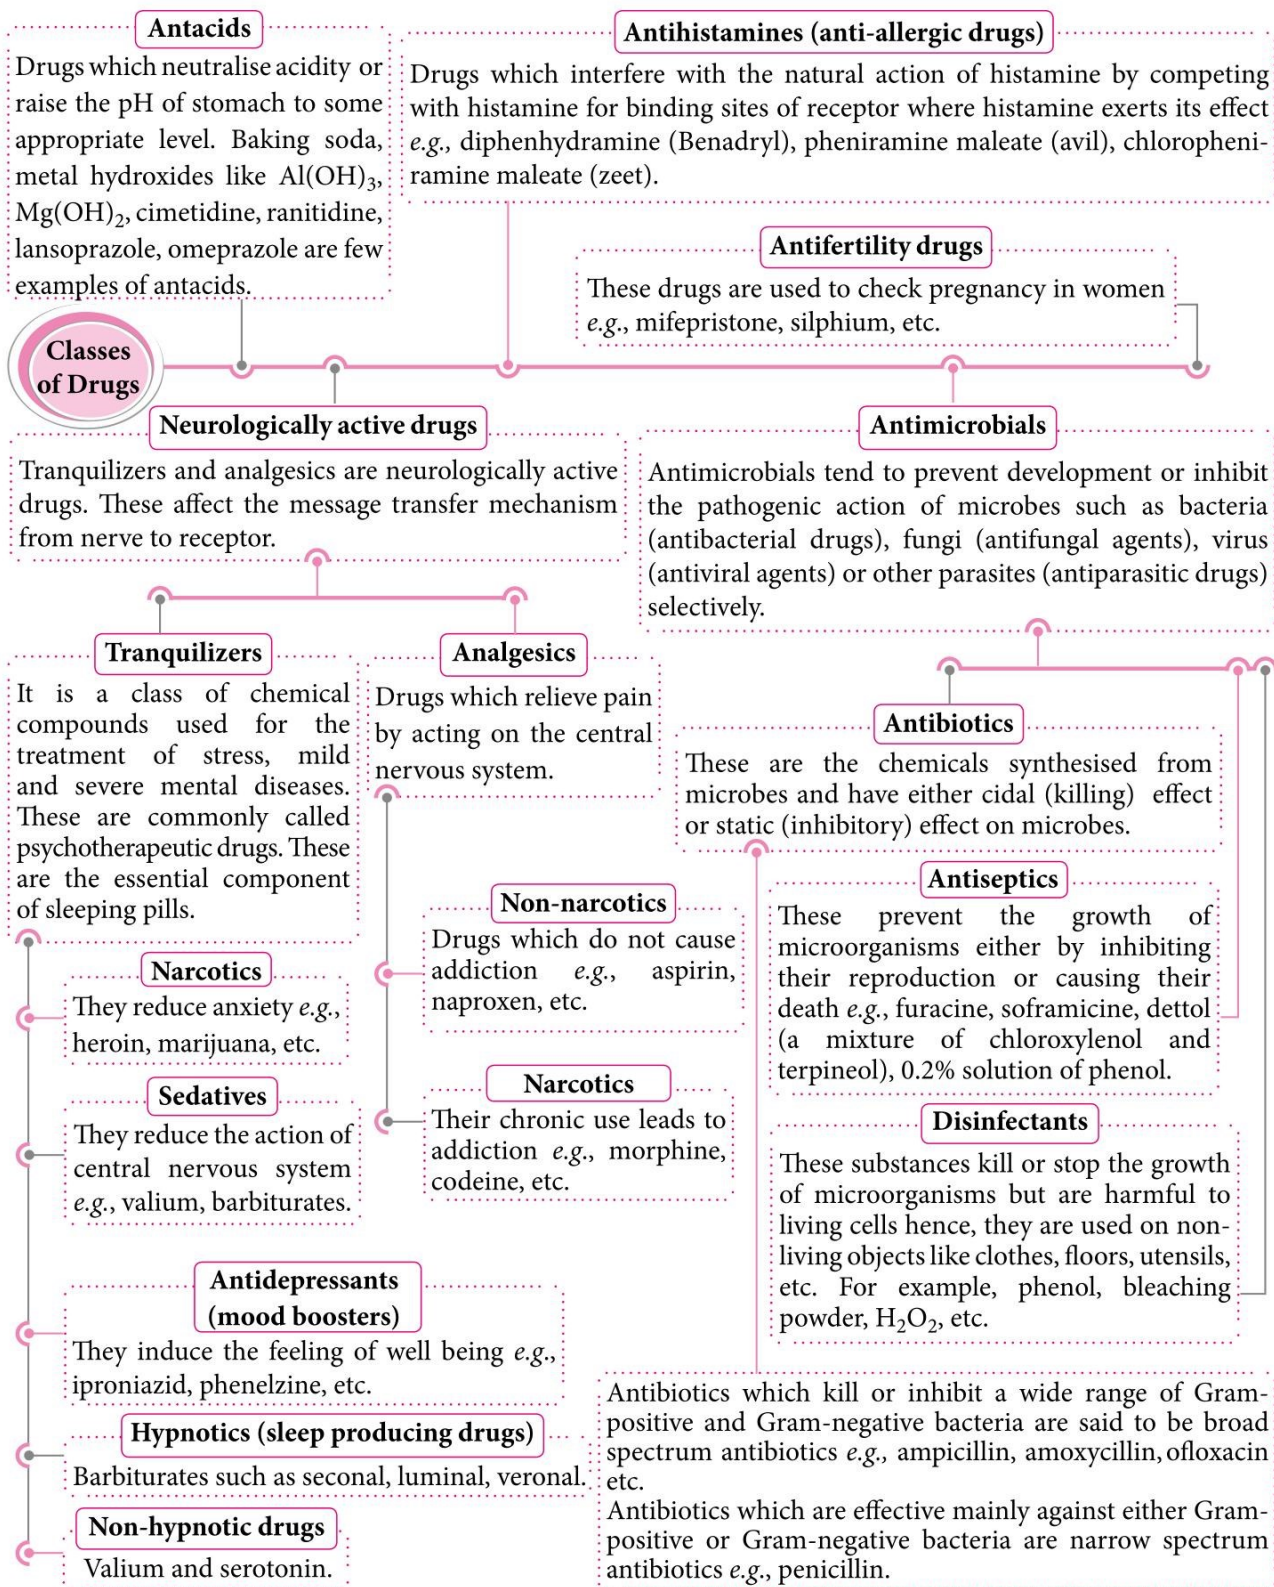 Antacids
Drugs which neutralise acidity or
raise the pH of stomach to some
appropriate level. Baking soda,
metal hydroxides like Al(OH)₃,
Mg(OH)₂, cimetidine, ranitidine,
lansoprazole, omeprazole are few
examples of antacids.
Antihistamines (anti-allergic drugs)
Drugs which interfere with the natural action of histamine by competing
with histamine for binding sites of receptor where histamine exerts its effect
e.g., diphenhydramine (Benadryl), pheniramine maleate (avil), chloropheni-
ramine maleate (zeet).
Antifertility drugs
These drugs are used to check pregnancy in women
e.g., mifepristone, silphium, etc.
Classes
of Drugs
Neurologically active drugs
Tranquilizers and analgesics are neurologically active
drugs. These affect the message transfer mechanism
from nerve to receptor.
Antimicrobials
Antimicrobials tend to prevent development or inhibit
the pathogenic action of microbes such as bacteria
(antibacterial drugs), fungi (antifungal agents), virus
(antiviral agents) or other parasites (antiparasitic drugs)
selectively.
Tranquilizers
It is a class of chemical
compounds used for the
treatment of stress, mild
and severe mental diseases.
These are commonly called
psychotherapeutic drugs. These
are the essential component
of sleeping pills.
Analgesics
Drugs which relieve pain
by acting on the central
nervous system.
Antibiotics
These are the chemicals synthesised from
microbes and have either cidal (killing) effect
or static (inhibitory) effect on microbes.
Non-narcotics
Drugs which do not cause
addiction e.g., aspirin,
naproxen, etc.
Antiseptics
These prevent the growth of
microorganisms either by inhibiting
their reproduction or causing their
death e.g., furacine, soframicine, dettol
(a mixture of chloroxylenol and
terpineol), 0.2% solution of phenol.
Narcotics
They reduce anxiety e.g.,
heroin, marijuana, etc.
Narcotics
Their chronic use leads to
addiction e.g., morphine,
codeine, etc.
Sedatives
They reduce the action of
central nervous system
e.g., valium, barbiturates.
Disinfectants
These substances kill or stop the growth
of microorganisms but are harmful to
living cells hence, they are used on non-
living objects like clothes, floors, utensils,
etc. For example, phenol, bleaching
powder, H₂O₂, etc.
Antidepressants
(mood boosters)
They induce the feeling of well being e.g.,
iproniazid, phenelzine, etc.
Hypnotics (sleep producing drugs)
Barbiturates such as seconal, luminal, veronal.
Non-hypnotic drugs
Valium and serotonin.
Antibiotics which kill or inhibit a wide range of Gram-
positive and Gram-negative bacteria are said to be broad
spectrum antibiotics e.g., ampicillin, amoxycillin, ofloxacin
etc.
Antibiotics which are effective mainly against either Gram-
positive or Gram-negative bacteria are narrow spectrum
antibiotics e.g., penicillin.